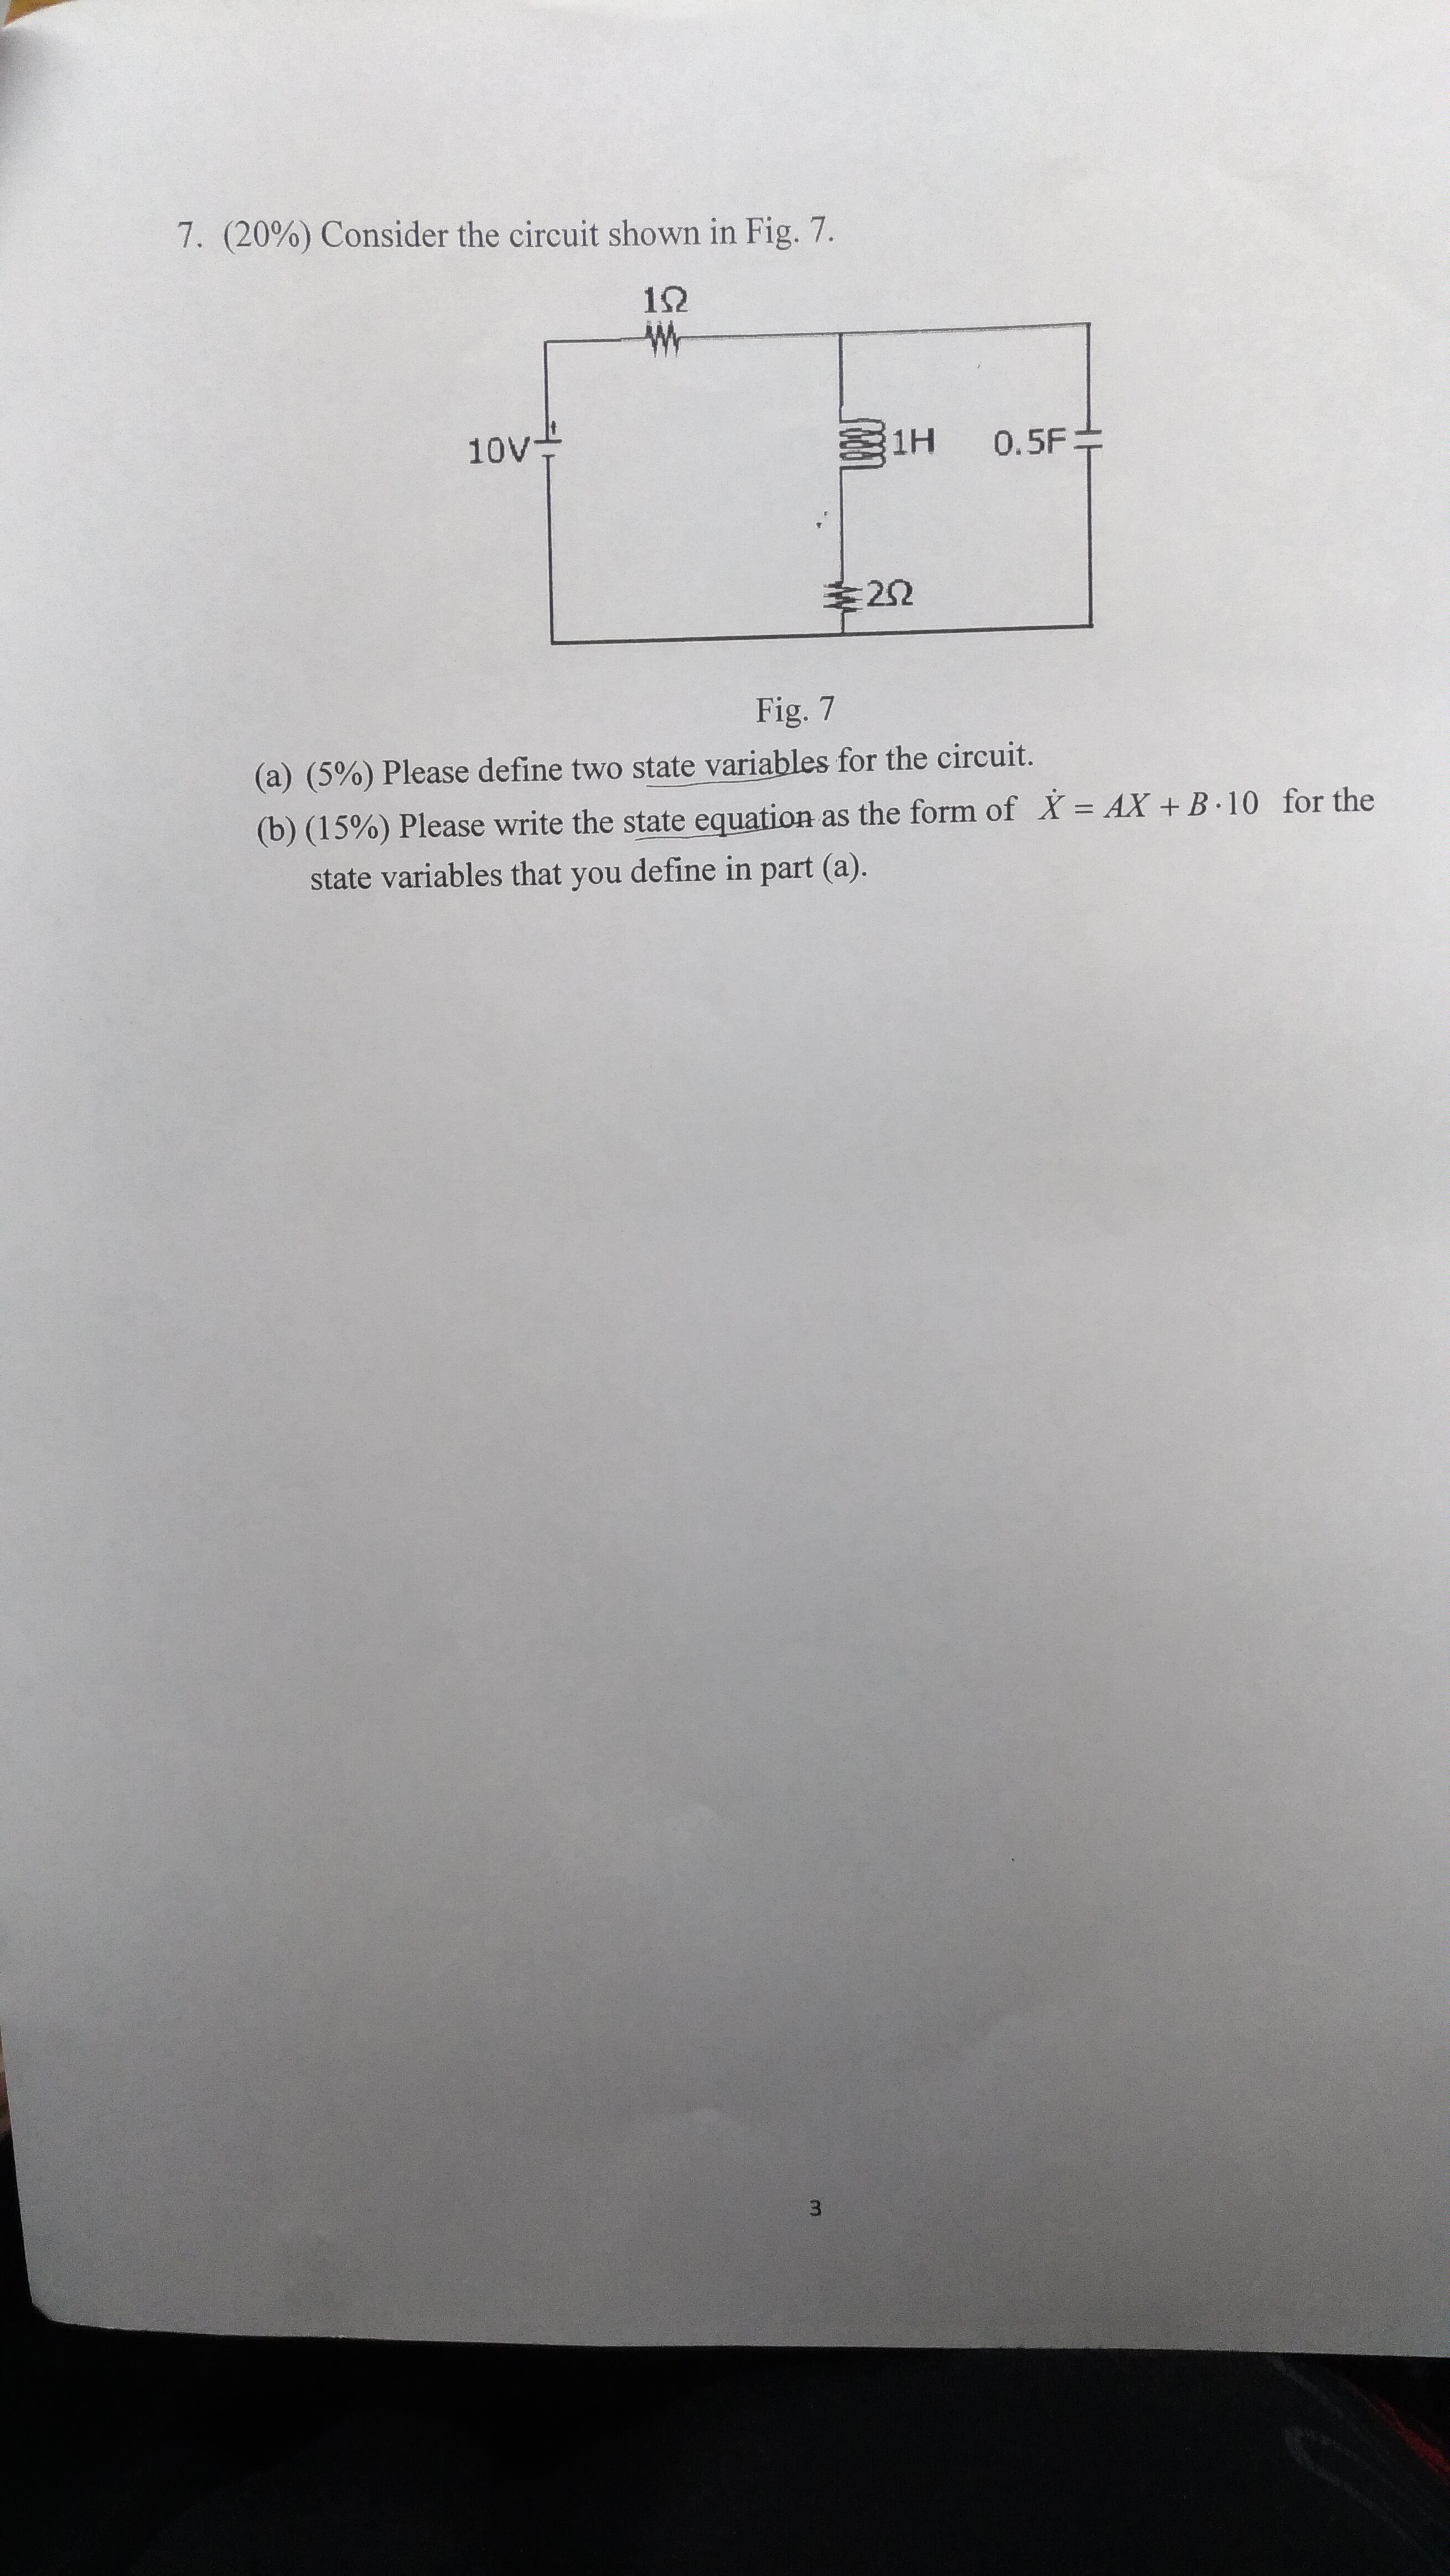 7. (20%) Consider the circuit shown in Fig. 7.
1Ω
10V
1H
0.5F
2Ω
Fig. 7
(a) (5%) Please define two state variables for the circuit.
(b) (15%) Please write the state equation as the form of Ẋ = AX + B·10 for the
state variables that you define in part (a).
3